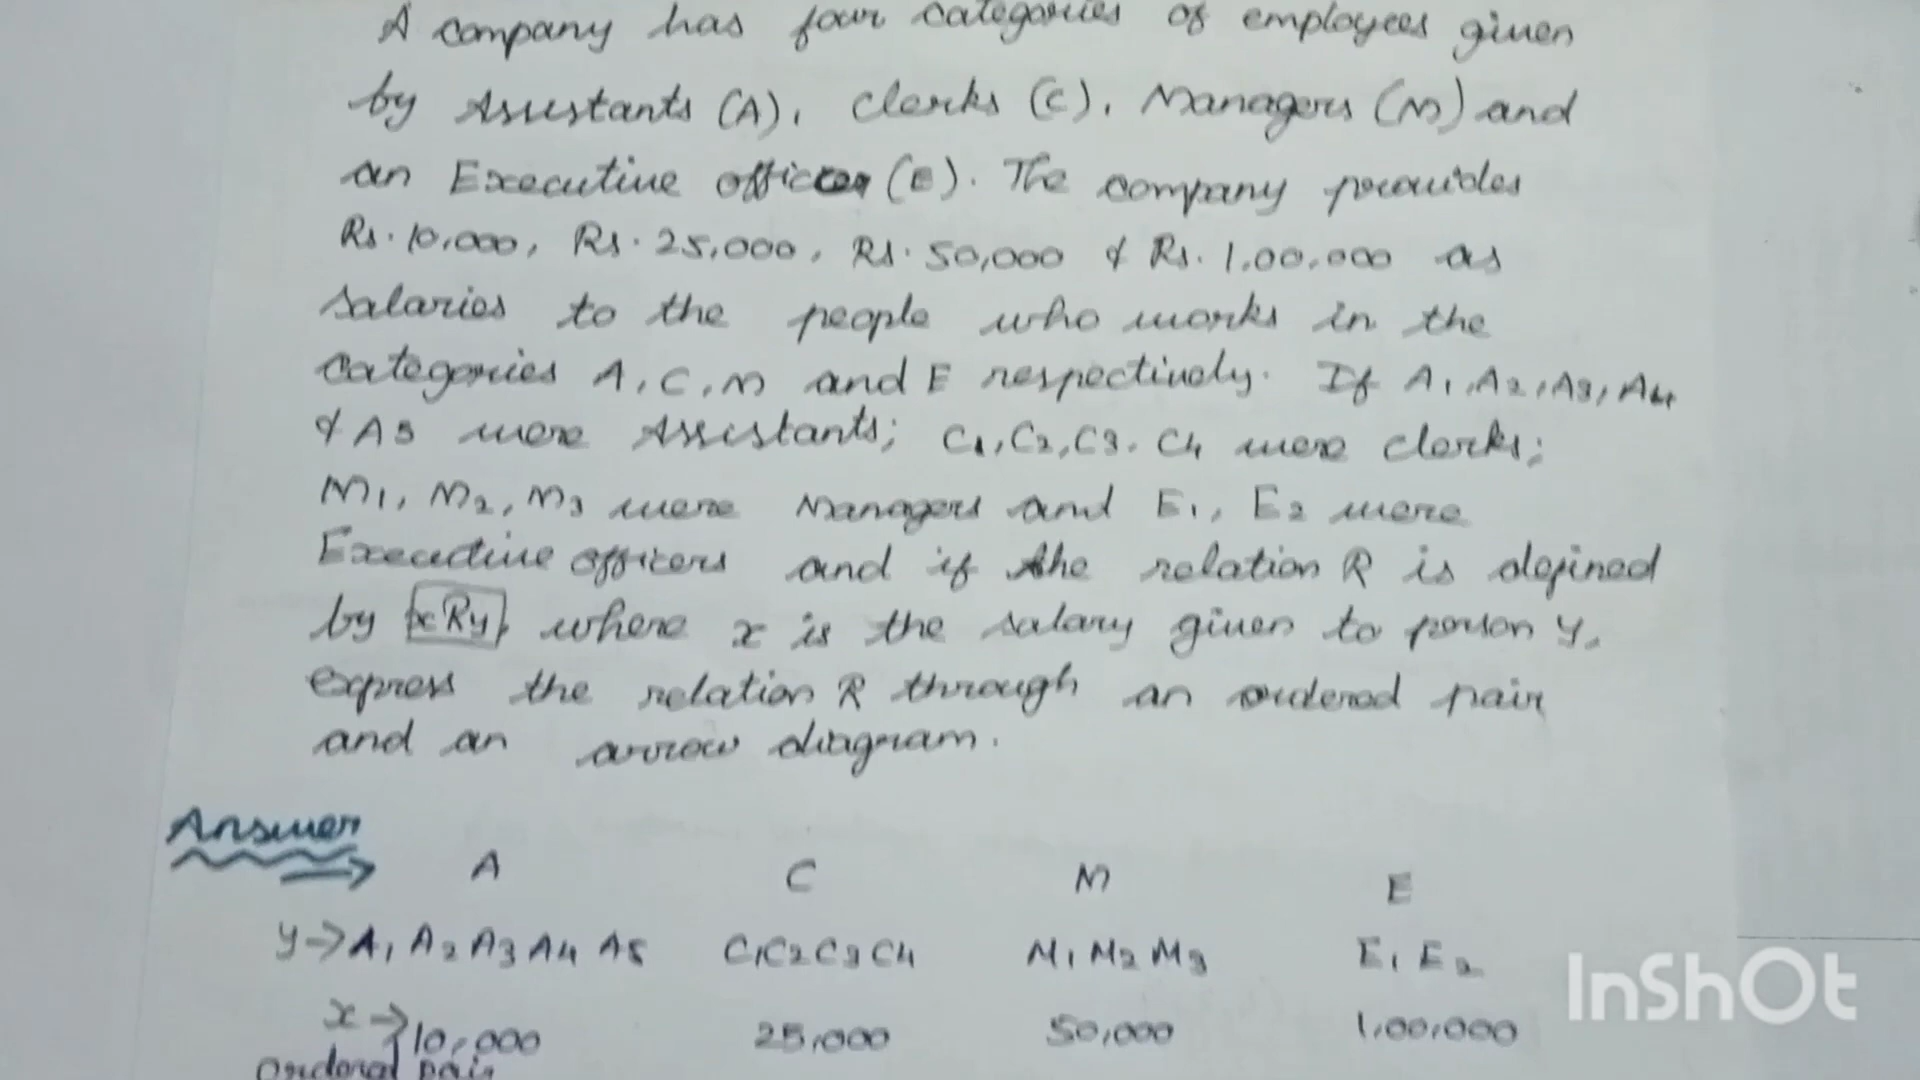 A company has four categories of employees given
by Assistants (A), Clerks (C), Managers (M) and
an Executive officer (E). The company provides
Rs. 10,000, Rs. 25,000, Rs. 50,000 & Rs. 1,00,000 as
salaries to the people who works in the
categories A, C, M and E respectively. If A1, A2, A3, A4
& A5 were Assistants; C1, C2, C3, C4 were clerks;
M1, M2, M3 were Managers and E1, E2 were
Executive officers and if the relation R is defined
by xRy, where x is the salary given to person y,
express the relation R through an ordered pair
and an arrow diagram.
Answer
A C M E
y→A1 A2 A3 A4 A5 C1C2C3C4 M1 M2 M3 E1 E2
x→10,000 25,000 50,000 1,00,000
Ordered pair
InShOt